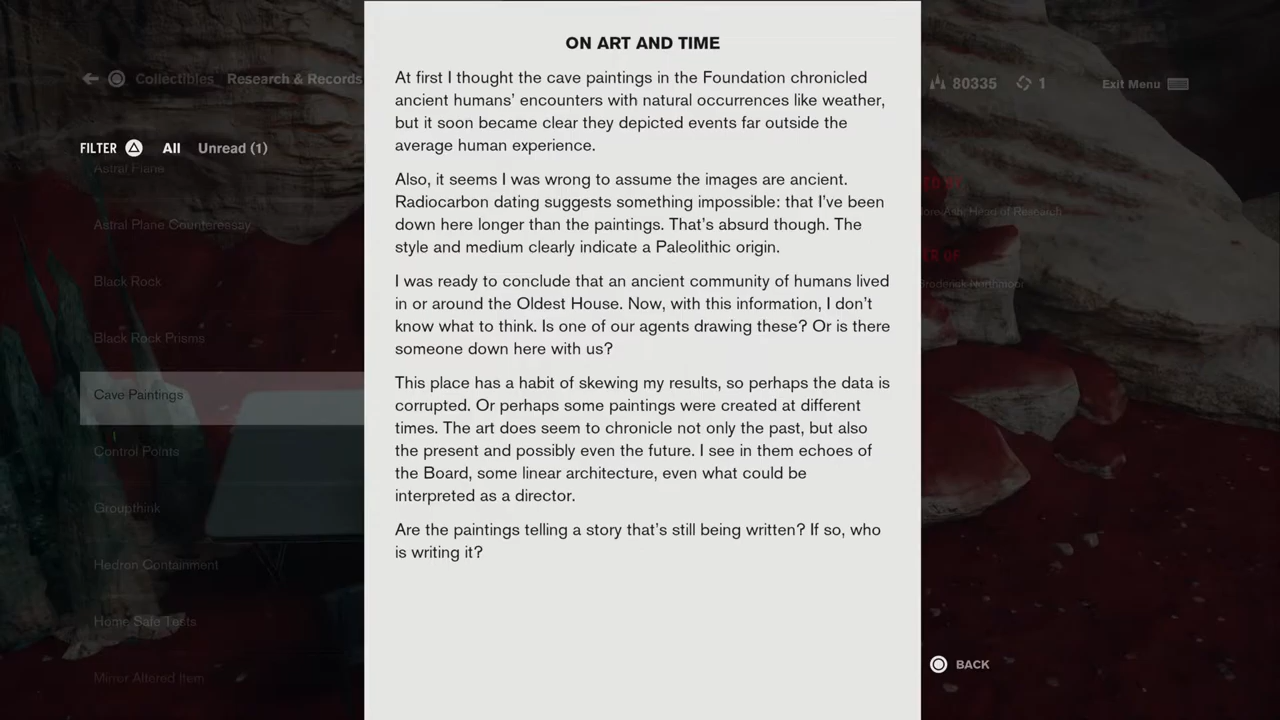 ON ART AND TIME
Collectibles Research & Records
80335 1 Exit Menu
FILTER All Unread (1)
Astral Plane
Astral Plane Counteressay
Black Rock
Black Rock Prisms
Cave Paintings
Control Points
Groupthink
Hedron Containment
Home Safe Tests
Mirror Altered Item
At first I thought the cave paintings in the Foundation chronicled
ancient humans’ encounters with natural occurrences like weather,
but it soon became clear they depicted events far outside the
average human experience.
Also, it seems I was wrong to assume the images are ancient.
Radiocarbon dating suggests something impossible: that I’ve been
down here longer than the paintings. That’s absurd though. The
style and medium clearly indicate a Paleolithic origin.
I was ready to conclude that an ancient community of humans lived
in or around the Oldest House. Now, with this information, I don’t
know what to think. Is one of our agents drawing these? Or is there
someone down here with us?
This place has a habit of skewing my results, so perhaps the data is
corrupted. Or perhaps some paintings were created at different
times. The art does seem to chronicle not only the past, but also
the present and possibly even the future. I see in them echoes of
the Board, some linear architecture, even what could be
interpreted as a director.
Are the paintings telling a story that’s still being written? If so, who
is writing it?
Ash, Head of Research
Broderick Northmoor
BACK